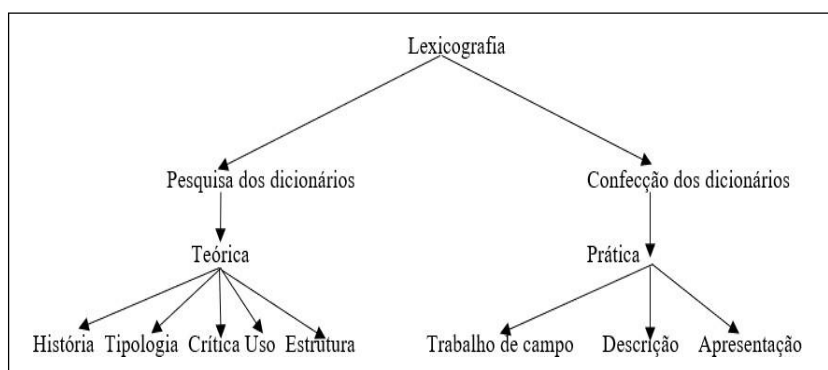 Lexicografia
Pesquisa dos dicionários Confecção dos dicionários
Teórica Prática
História Tipologia Crítica Uso Estrutura Trabalho de campo Descrição Apresentação